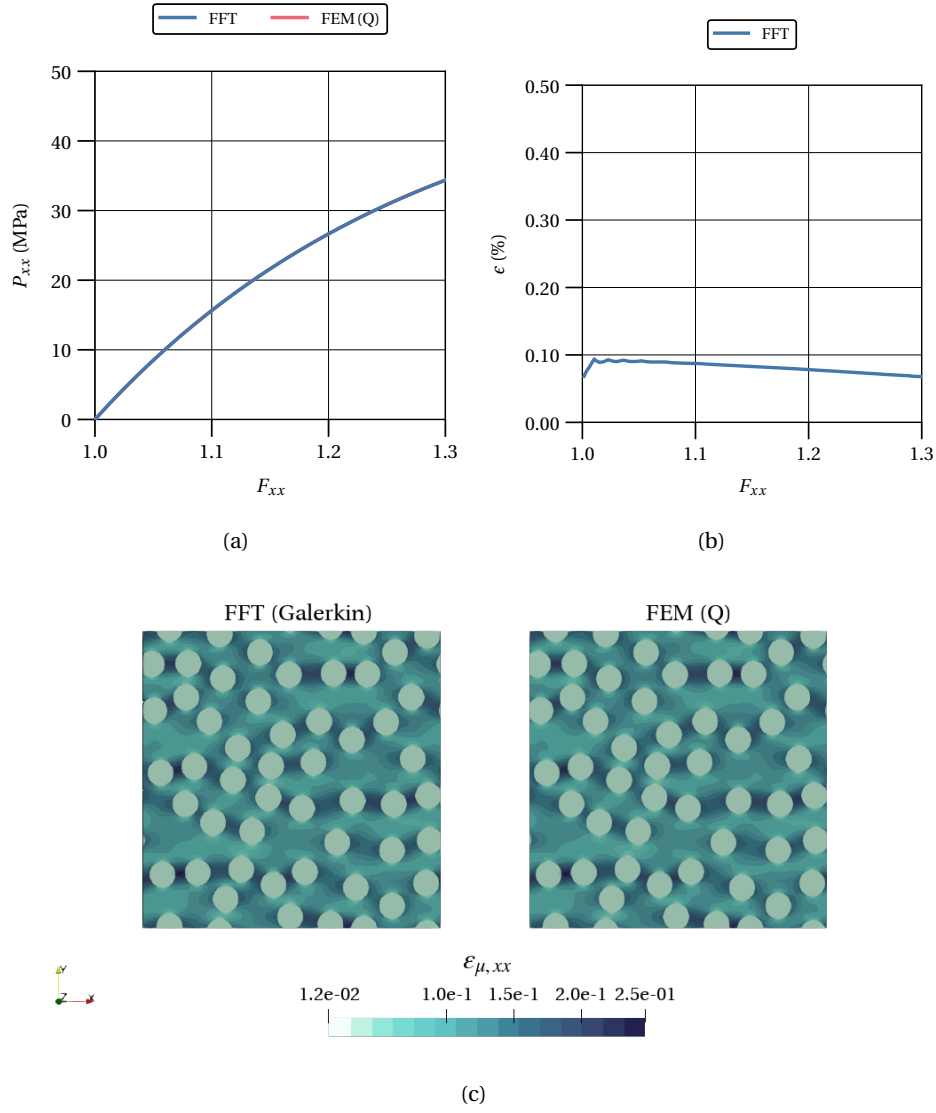 FFT FEM (Q)
FFT
50
40
30
20
10
0
P_xx (MPa)
1.0 1.1 1.2 1.3
F_xx
(a)
0.50
0.40
0.30
0.20
0.10
0.00
ϵ (%)
1.0 1.1 1.2 1.3
F_xx
(b)
FFT (Galerkin) FEM (Q)
Y
Z X
ε_μ,xx
1.2e-02 1.0e-1 1.5e-1 2.0e-1 2.5e-01
(c)